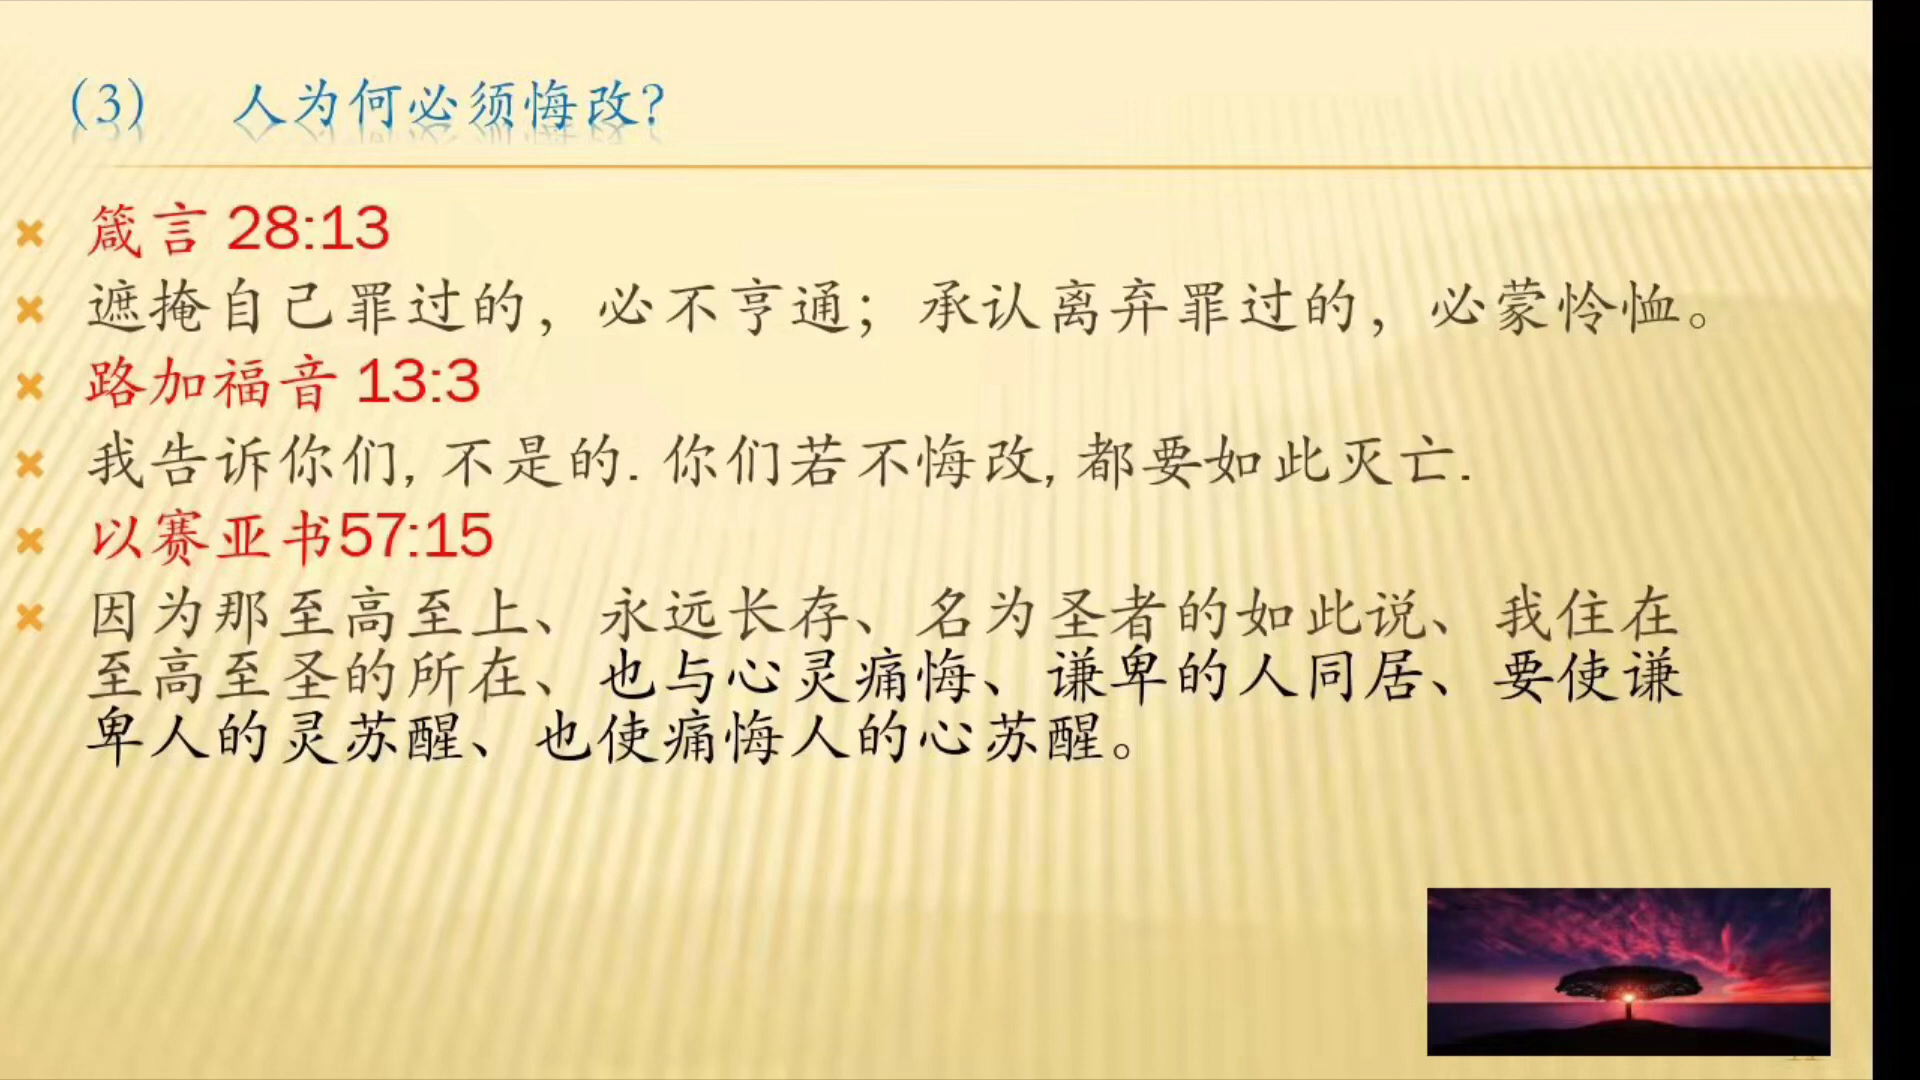 (3) 人为何必须悔改?
箴言 28:13
遮掩自己罪过的，必不亨通；承认离弃罪过的，必蒙怜恤。
路加福音 13:3
我告诉你们, 不是的. 你们若不悔改, 都要如此灭亡.
以赛亚书57:15
因为那至高至上、永远长存、名为圣者的如此说、我住在
至高至圣的所在、也与心灵痛悔、谦卑的人同居、要使谦
卑人的灵苏醒、也使痛悔人的心苏醒。